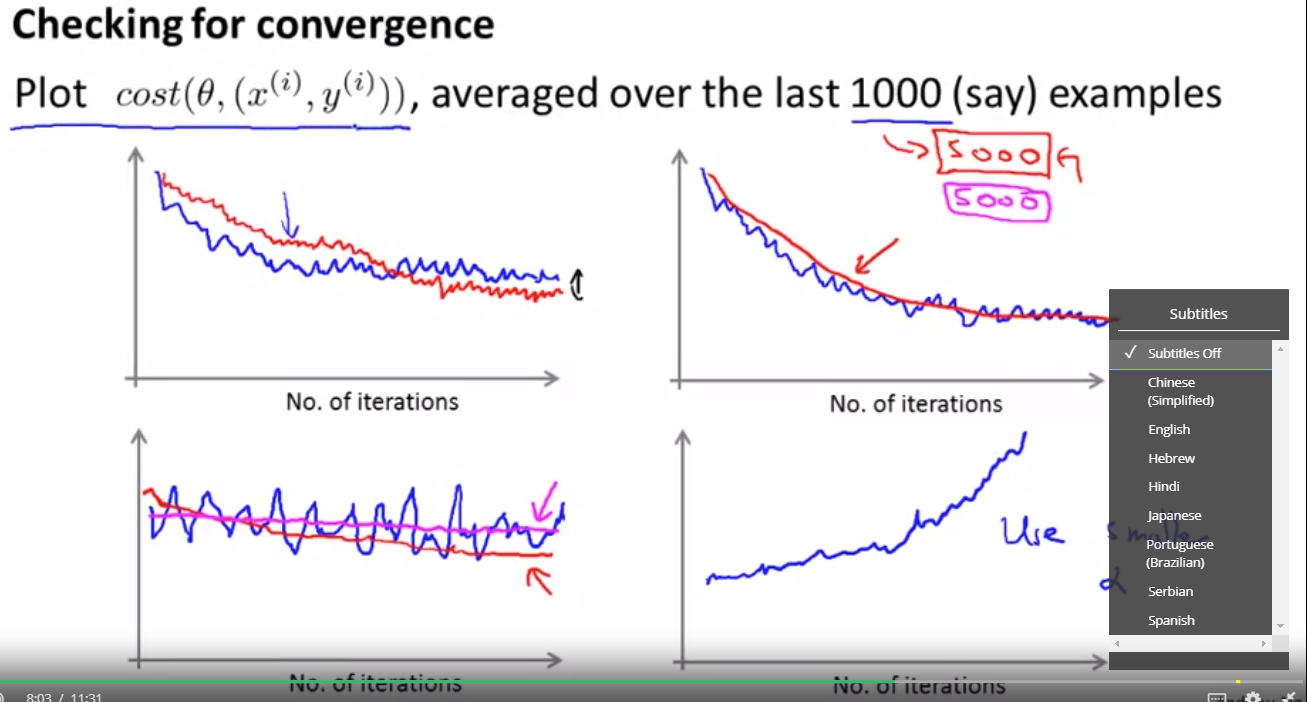 Checking for convergence
Plot cost(θ, (x^{(i)}, y^{(i)})), averaged over the last 1000 (say) examples
5000
5000
No. of iterations
No. of iterations
Use smaller
α
No. of iterations
No. of iterations
Subtitles
✓ Subtitles Off
Chinese
(Simplified)
English
Hebrew
Hindi
Japanese
Portuguese
(Brazilian)
Serbian
Spanish
8:03 / 11:31